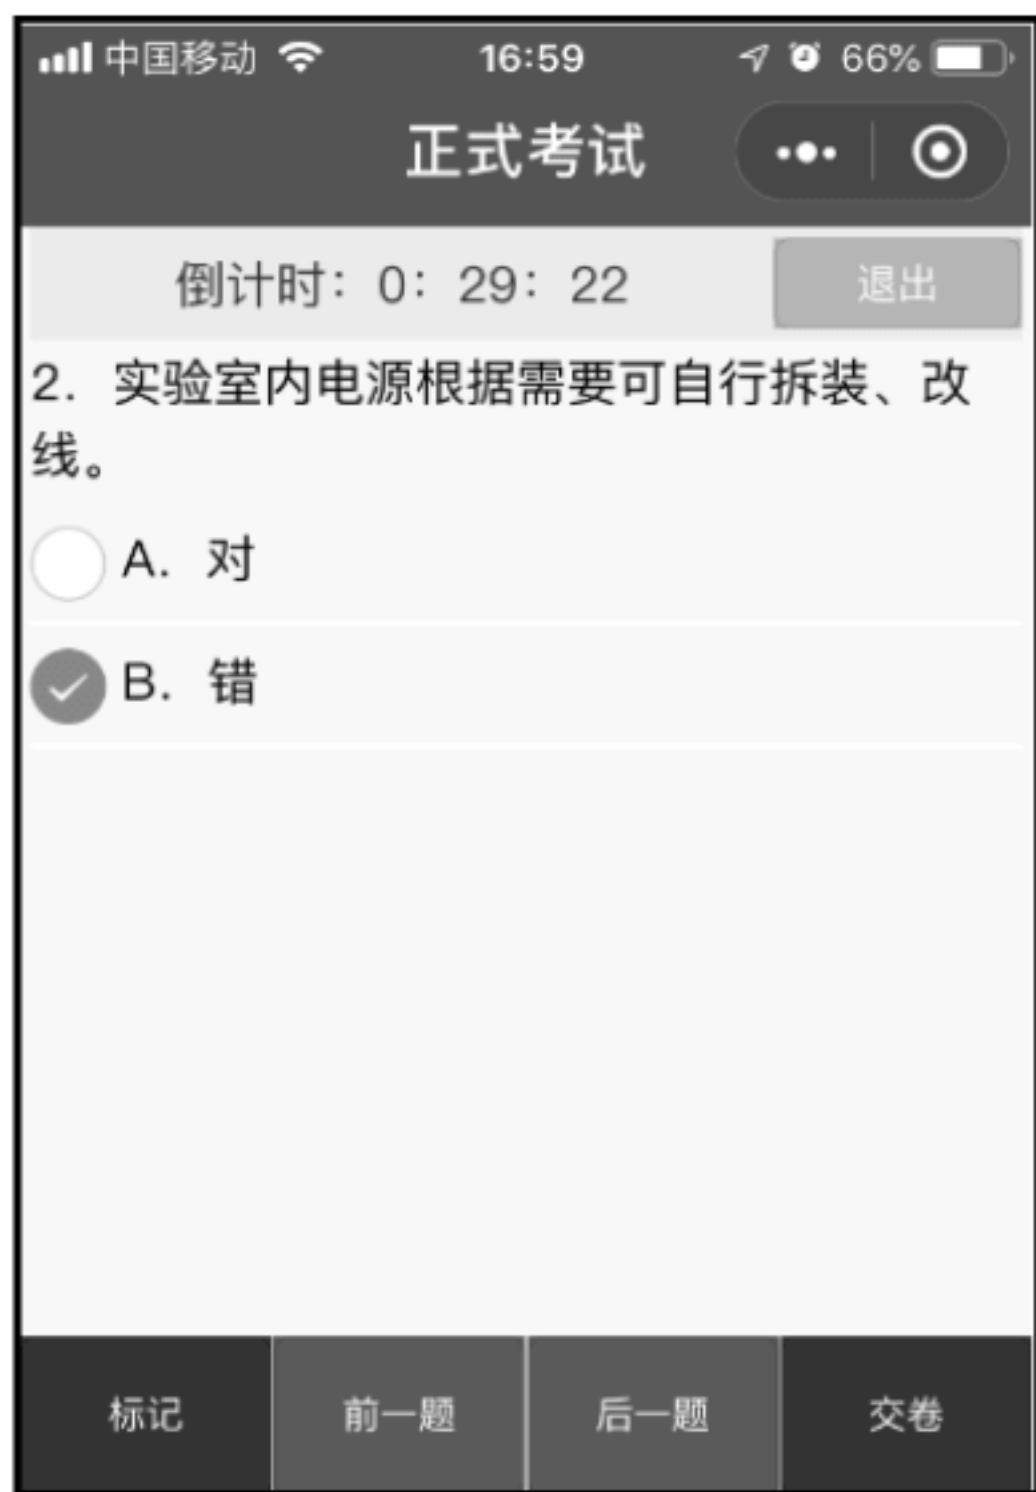 中国移动 16:59 66%
正式考试
倒计时：0：29：22 退出
2. 实验室内电源根据需要可自行拆装、改
线。
A. 对
B. 错
标记 前一题 后一题 交卷